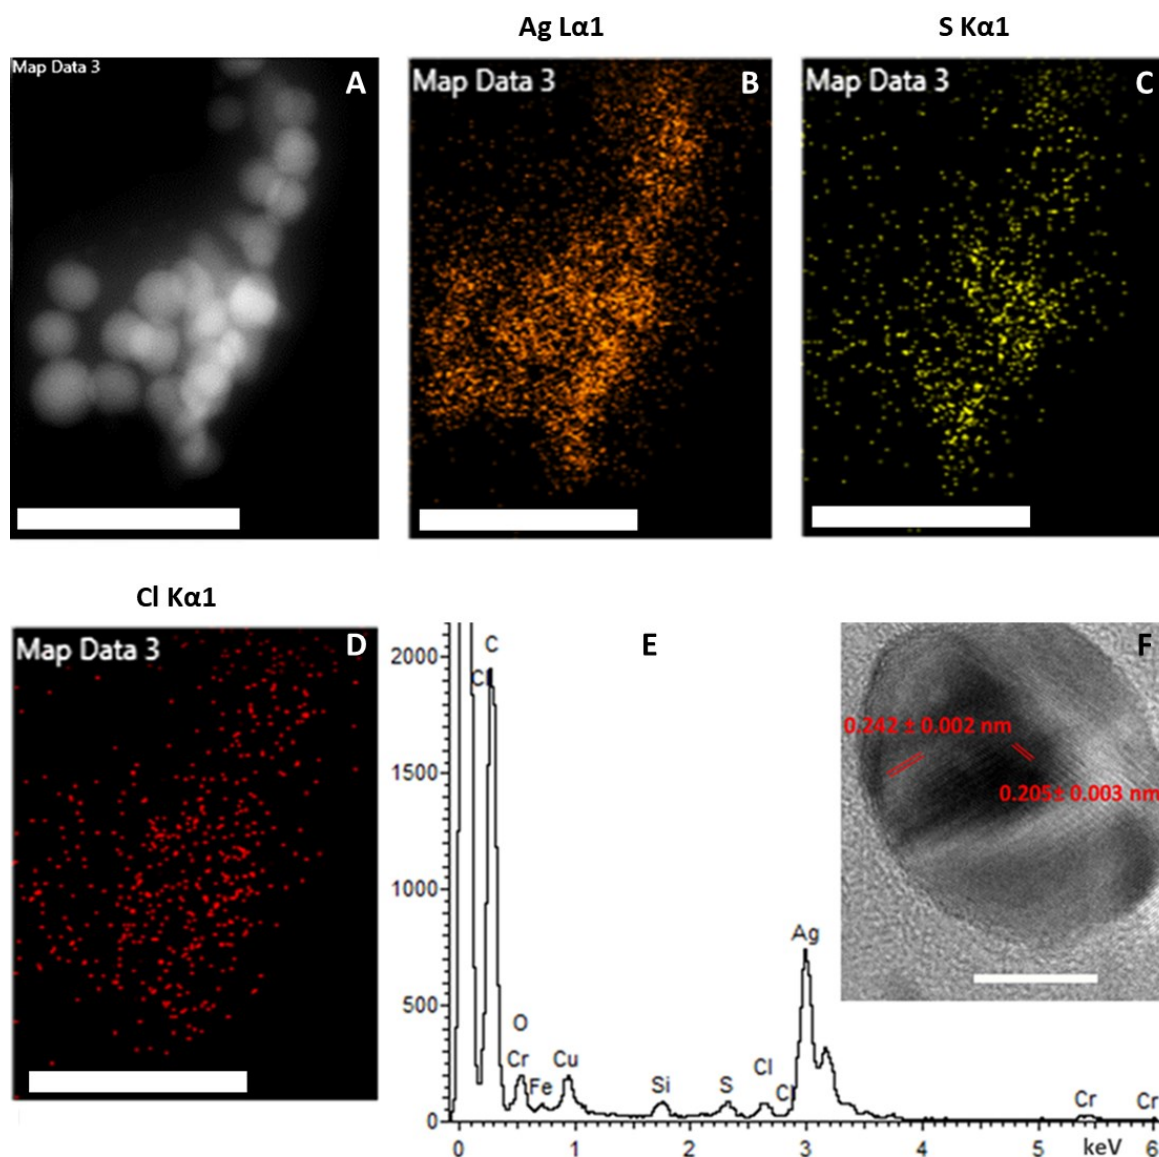 Ag Lα1
S Kα1
Map Data 3
A
Map Data 3
B
Map Data 3
C
Cl Kα1
Map Data 3
D
E
F
2000
1500
1000
500
0
C
Cl
O
Cr
Fe
Cu
Si
S
Cl
C
Ag
Cr
Cr
0
1
2
3
4
5
keV
6
0.242 ± 0.002 nm
0.205± 0.003 nm